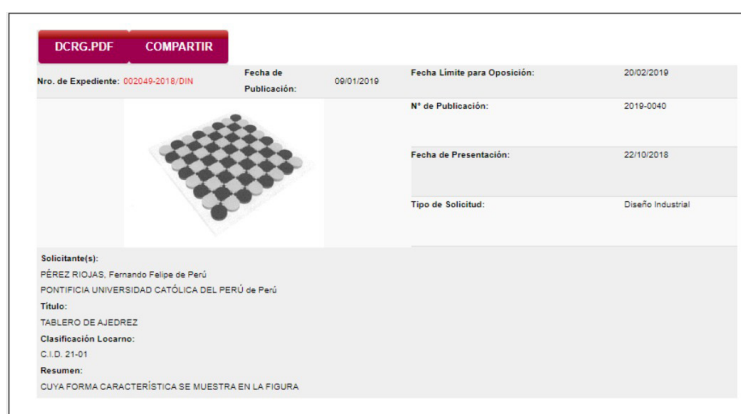 DCRG.PDF COMPARTIR
Nro. de Expediente: 002049-2018/DIN Fecha de Publicación: 09/01/2019 Fecha Límite para Oposición: 20/02/2019
N° de Publicación: 2019-0040
Fecha de Presentación: 22/10/2018
Tipo de Solicitud: Diseño Industrial
Solicitante(s):
PÉREZ RIOJAS, Fernando Felipe de Perú
PONTIFICIA UNIVERSIDAD CATÓLICA DEL PERÚ de Perú
Título:
TABLERO DE AJEDREZ
Clasificación Locarno:
C.I.D. 21-01
Resumen:
CUYA FORMA CARACTERÍSTICA SE MUESTRA EN LA FIGURA